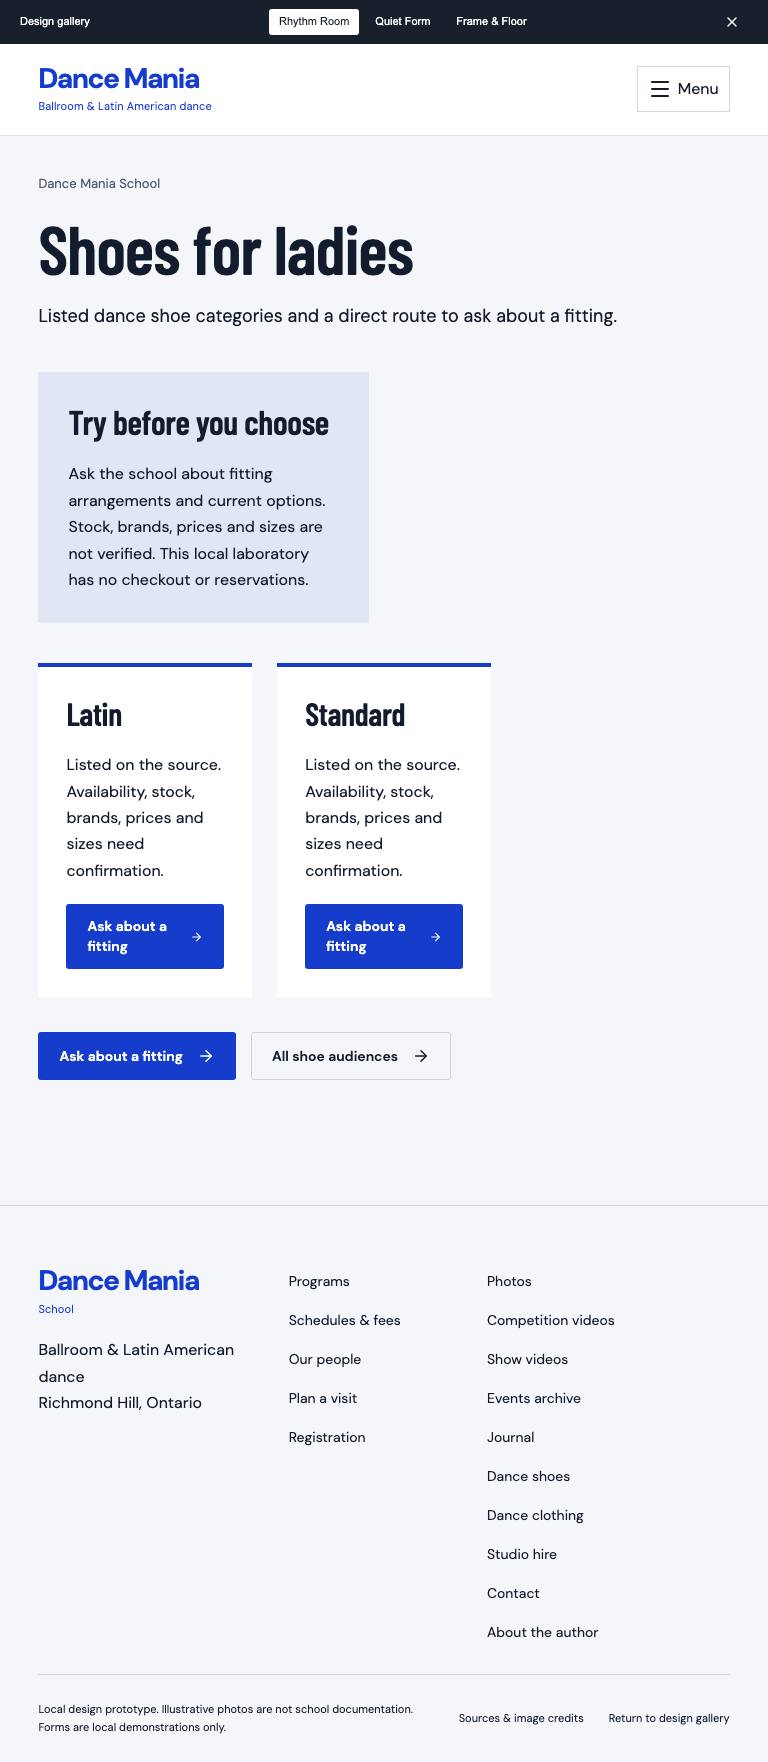 Design gallery
Rhythm Room
Quiet Form
Frame & Floor
Dance Mania
Ballroom & Latin American dance
Menu
Dance Mania School
Shoes for ladies
Listed dance shoe categories and a direct route to ask about a fitting.
Try before you choose
Ask the school about fitting
arrangements and current options.
Stock, brands, prices and sizes are
not verified. This local laboratory
has no checkout or reservations.
Latin
Listed on the source.
Availability, stock,
brands, prices and
sizes need
confirmation.
Ask about a
fitting
Standard
Listed on the source.
Availability, stock,
brands, prices and
sizes need
confirmation.
Ask about a
fitting
Ask about a fitting
All shoe audiences
Dance Mania
School
Ballroom & Latin American
dance
Richmond Hill, Ontario
Programs
Schedules & fees
Our people
Plan a visit
Registration
Photos
Competition videos
Show videos
Events archive
Journal
Dance shoes
Dance clothing
Studio hire
Contact
About the author
Local design prototype. Illustrative photos are not school documentation.
Forms are local demonstrations only.
Sources & image credits
Return to design gallery